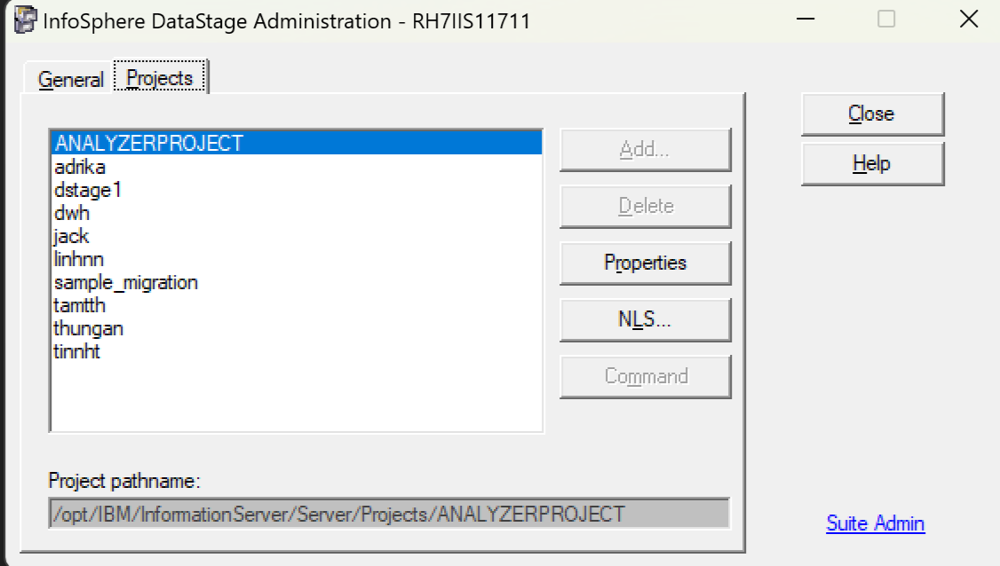 InfoSphere DataStage Administration - RH7IIS11711
General
Projects
ANALYZERPROJECT
adrika
dstage1
dwh
jack
linhnn
sample_migration
tamtth
thungan
tinnht
Add...
Delete
Properties
NLS...
Command
Close
Help
Project pathname:
/opt/IBM/InformationServer/Server/Projects/ANALYZERPROJECT
Suite Admin